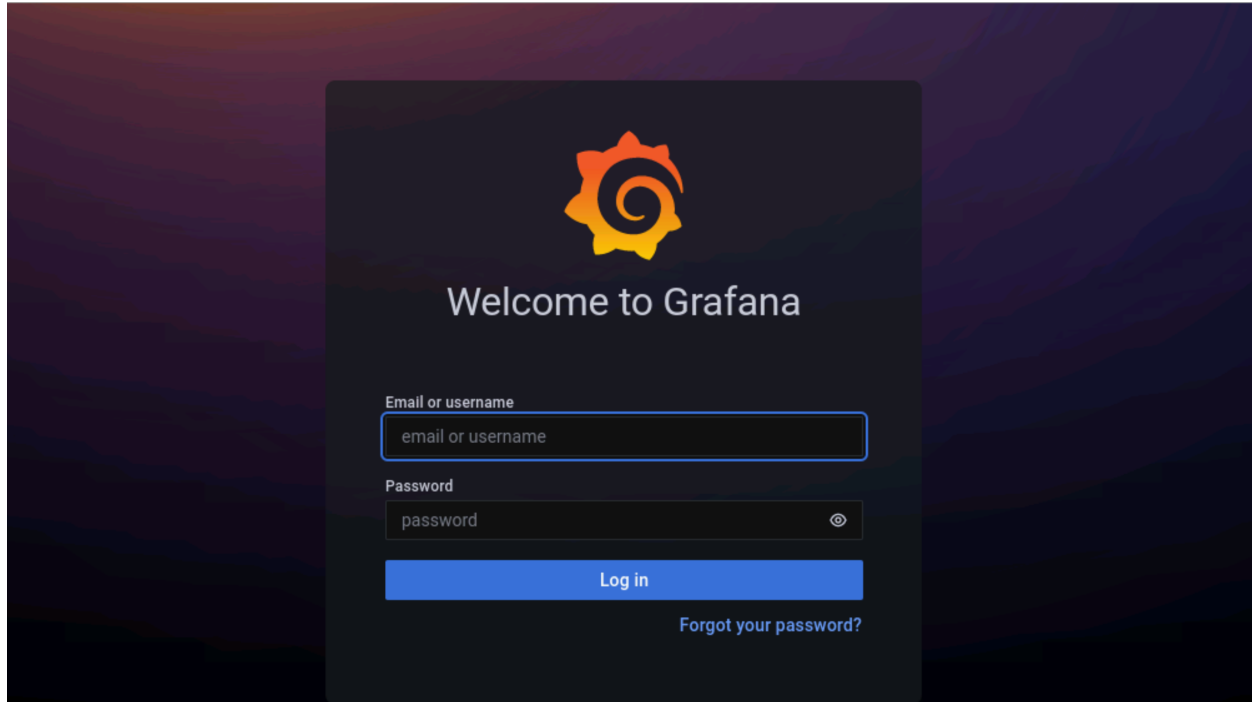 Welcome to Grafana
Email or username
email or username
Password
password
Log in
Forgot your password?